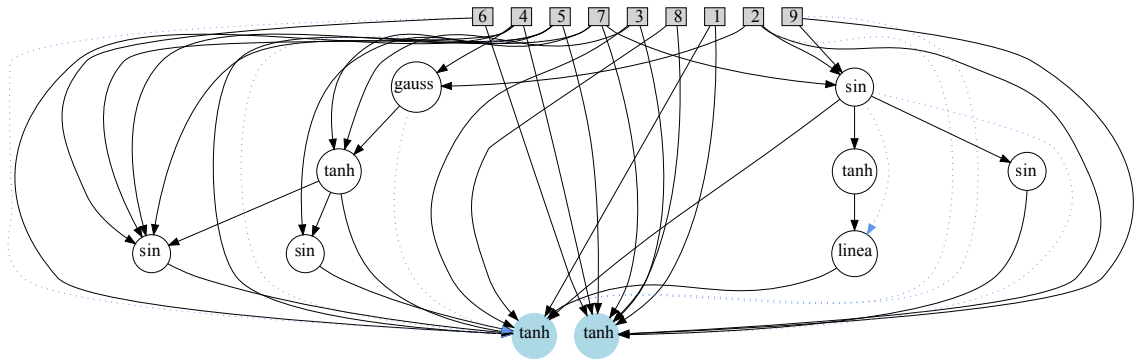 6 4 5 7 3 8 1 2 9
gauss sin
tanh tanh sin
sin sin linea
tanh tanh